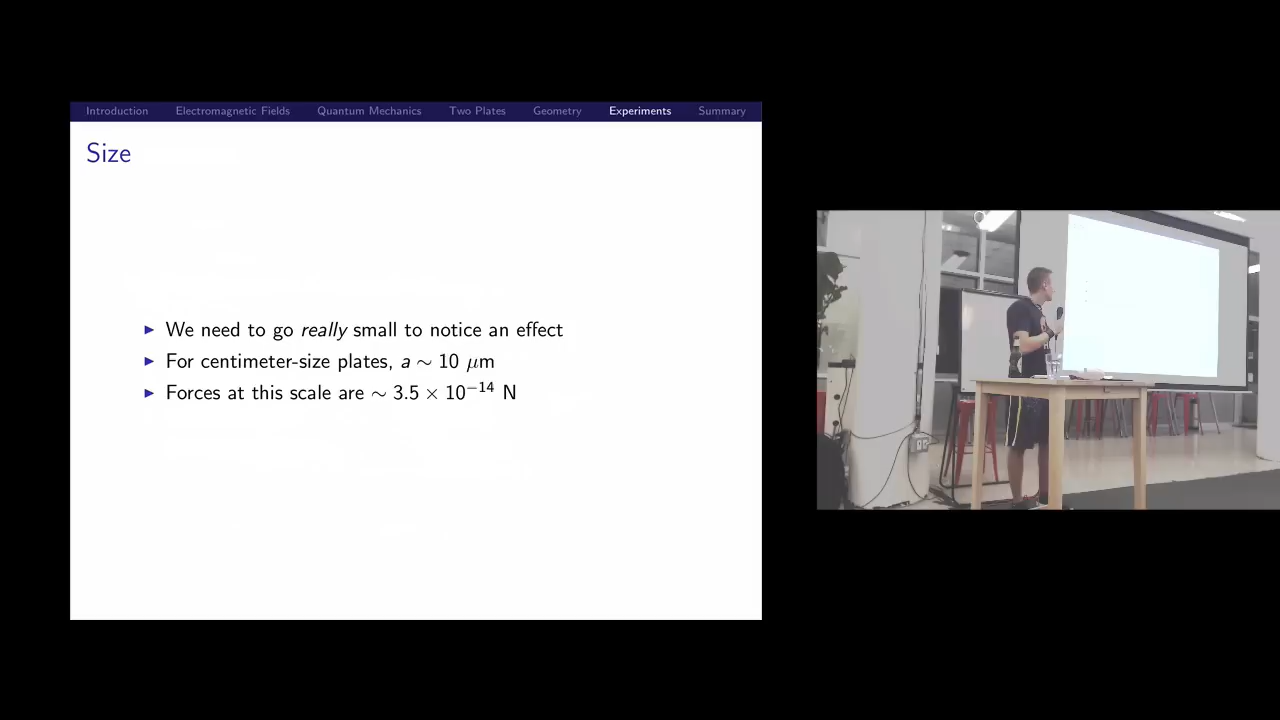 Introduction Electromagnetic Fields Quantum Mechanics Two Plates Geometry Experiments Summary
Size
▶ We need to go really small to notice an effect
▶ For centimeter-size plates, a ∼ 10 μm
▶ Forces at this scale are ∼ 3.5 × 10⁻¹⁴ N